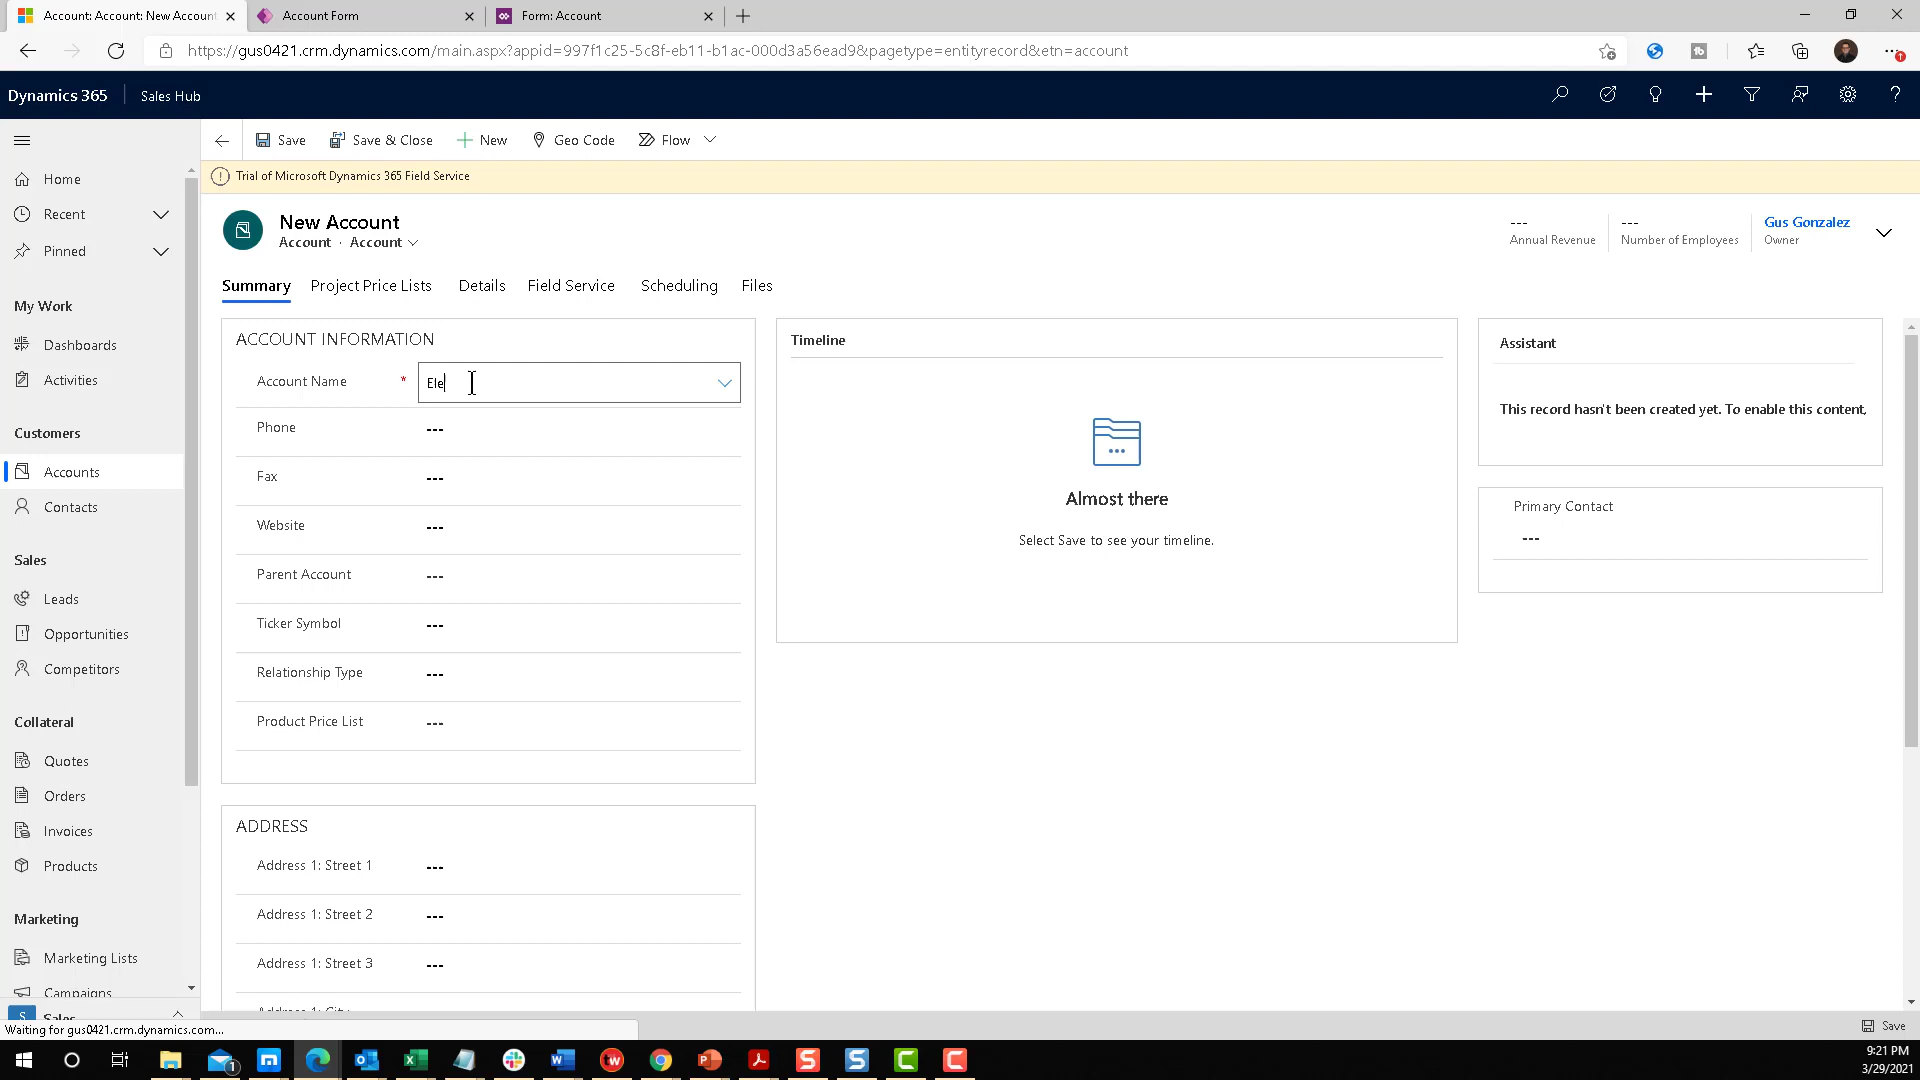 Account: Account: New Account
Account Form
Form: Account
https://gus0421.crm.dynamics.com/main.aspx?appid=997f1c25-5c8f-eb11-b1ac-000d3a56ead9&pagetype=entityrecord&etn=account
Dynamics 365
Sales Hub
Save
Save & Close
New
Geo Code
Flow
Trial of Microsoft Dynamics 365 Field Service
Home
Recent
Pinned
My Work
Dashboards
Activities
Customers
Accounts
Contacts
Sales
Leads
Opportunities
Competitors
Collateral
Quotes
Orders
Invoices
Products
Marketing
Marketing Lists
Campaigns
S Sales
New Account
Account · Account
---
Annual Revenue
---
Number of Employees
Gus Gonzalez
Owner
Summary
Project Price Lists
Details
Field Service
Scheduling
Files
ACCOUNT INFORMATION
Account Name * Ele
Phone ---
Fax ---
Website ---
Parent Account ---
Ticker Symbol ---
Relationship Type ---
Product Price List ---
ADDRESS
Address 1: Street 1 ---
Address 1: Street 2 ---
Address 1: Street 3 ---
Address 1: City
Timeline
Almost there
Select Save to see your timeline.
Assistant
This record hasn't been created yet. To enable this content,
Primary Contact
---
Waiting for gus0421.crm.dynamics.com...
Save
9:21 PM
3/29/2021